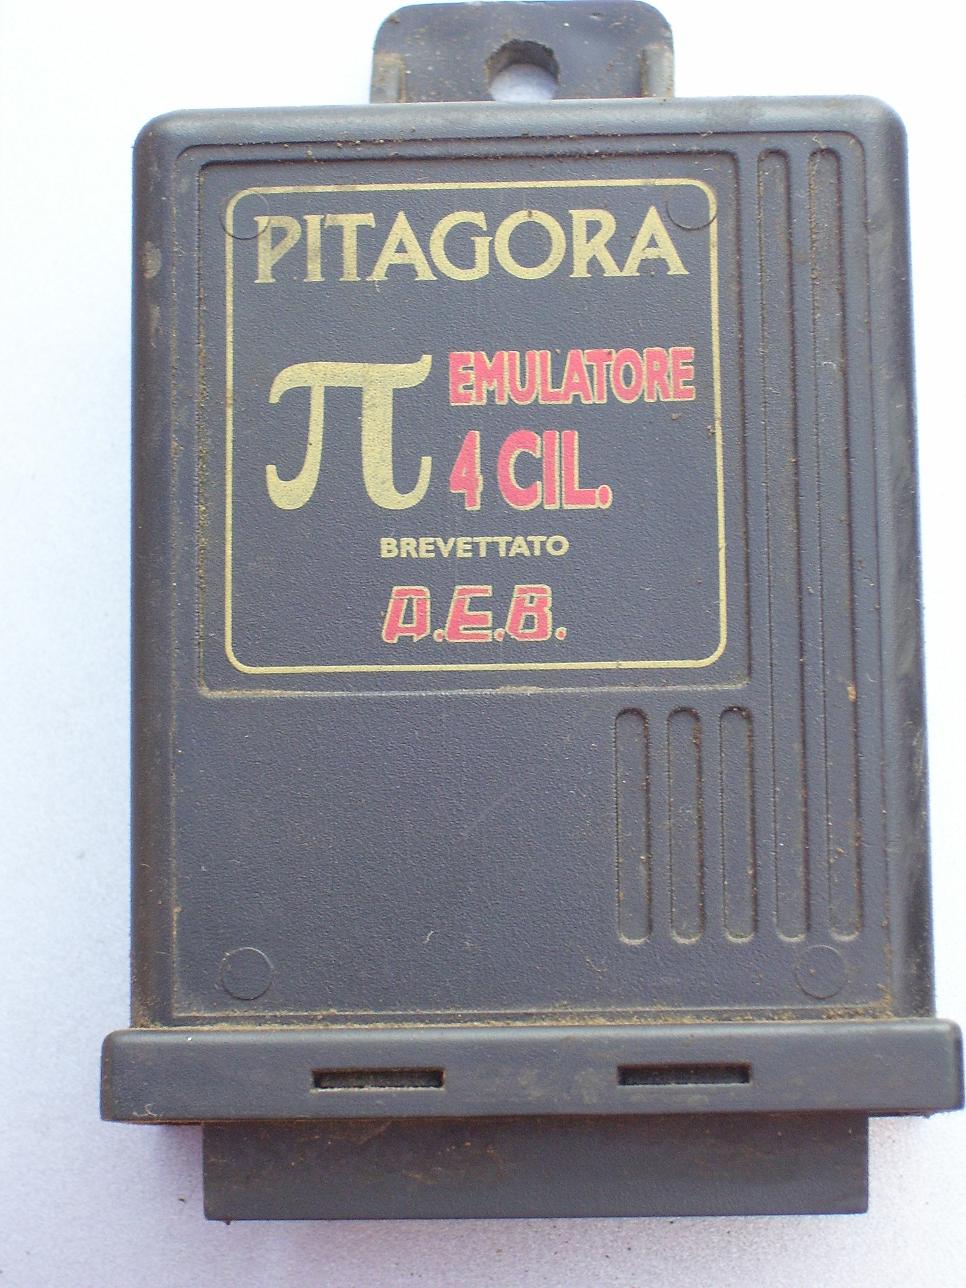 PITAGORA
π EMULATORE
4 CIL.
BREVETTATO
A.E.B.